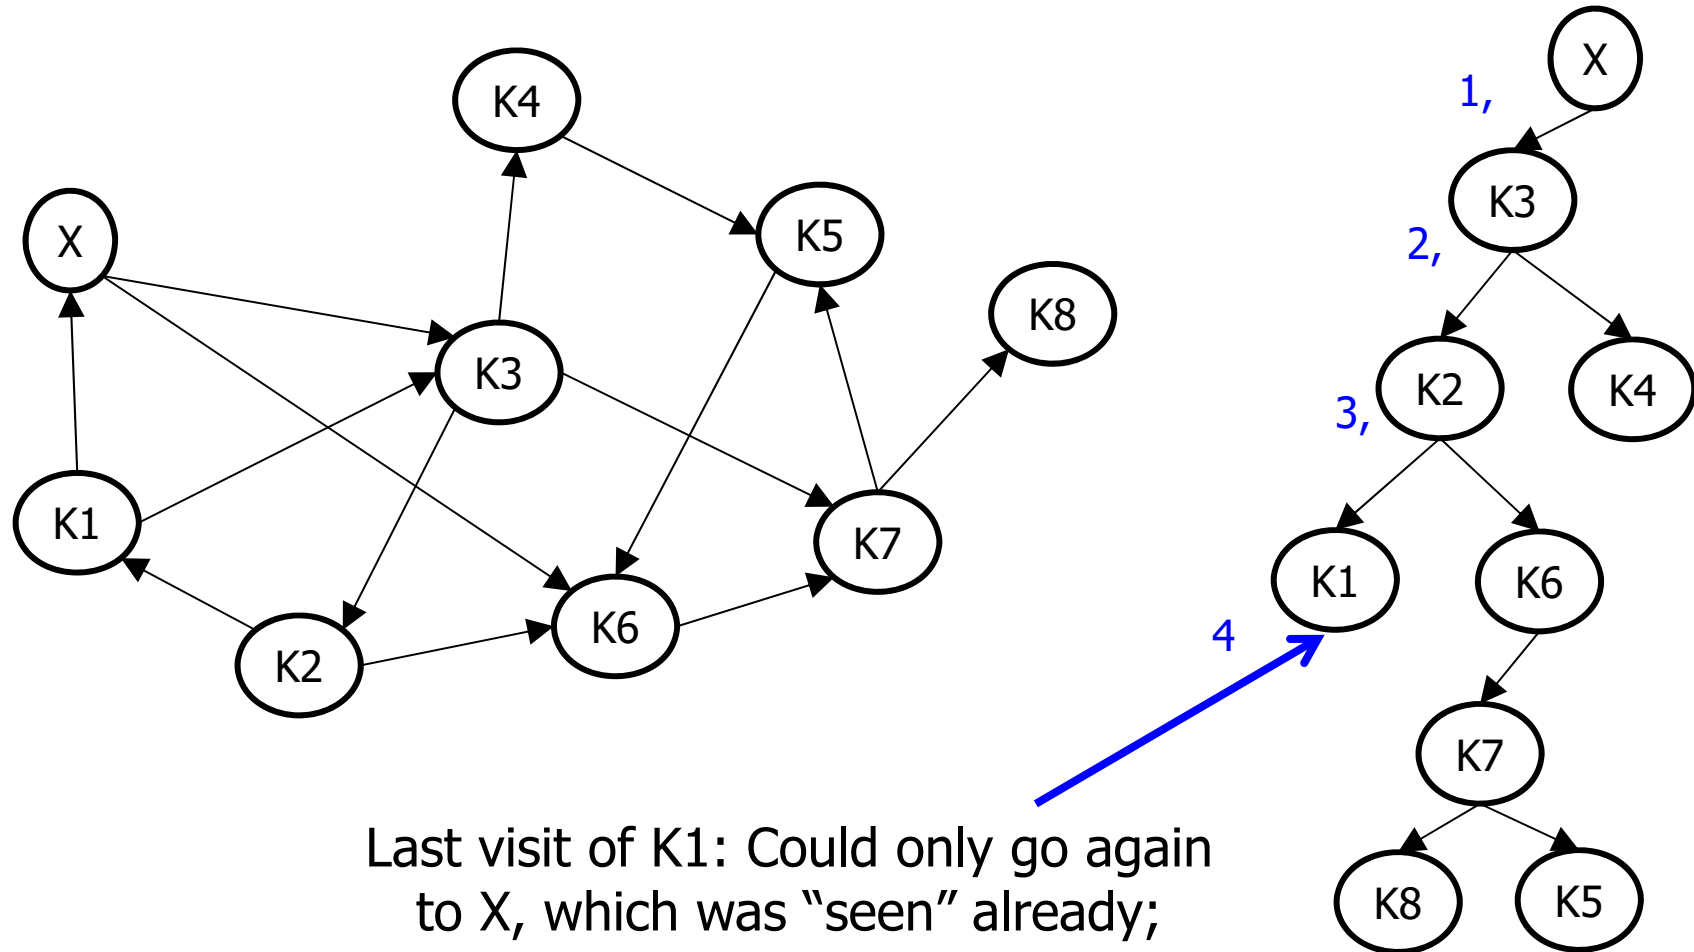 K4
X
K5
K8
K3
K1
K7
K6
K2
X
1,
K3
2,
K2
K4
3,
K1
K6
4
K7
K8
K5
Last visit of K1: Could only go again
to X, which was “seen” already;